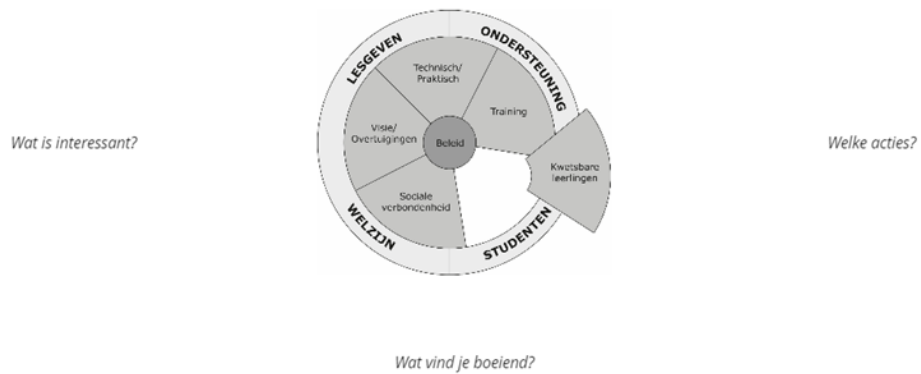 LESGEVEN
ONDERSTEUNING
Technisch/
Praktisch
Training
Wat is interessant?
Visie/
Overtuigingen
Beleid
Welke acties?
Kwetsbare
leerlingen
Sociale
verbondenheid
WELZIJN
STUDENTEN
Wat vind je boeiend?